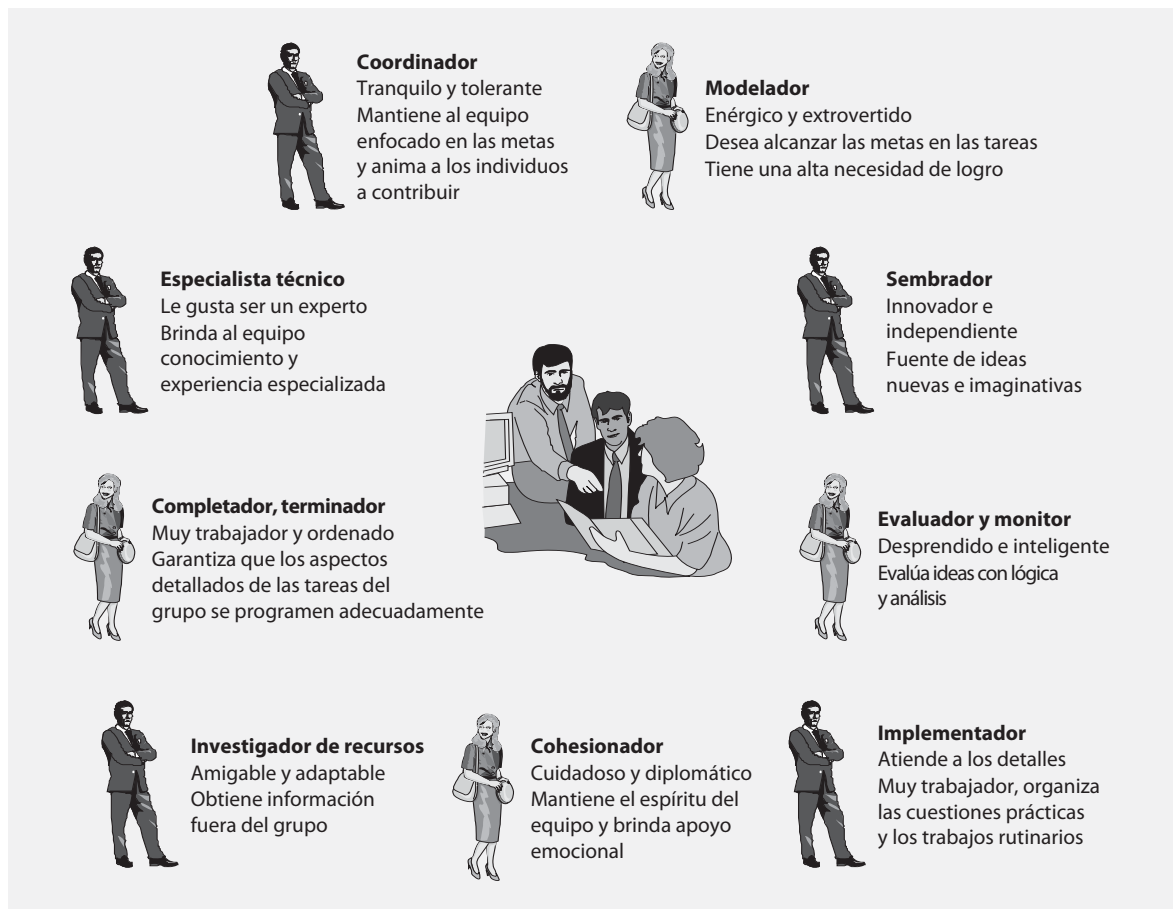 Coordinador
Tranquilo y tolerante
Mantiene al equipo
enfocado en las metas
y anima a los individuos
a contribuir
Modelador
Enérgico y extrovertido
Desea alcanzar las metas en las tareas
Tiene una alta necesidad de logro
Especialista técnico
Le gusta ser un experto
Brinda al equipo
conocimiento y
experiencia especializada
Sembrador
Innovador e
independiente
Fuente de ideas
nuevas e imaginativas
Completador, terminador
Muy trabajador y ordenado
Garantiza que los aspectos
detallados de las tareas del
grupo se programen adecuadamente
Evaluador y monitor
Desprendido e inteligente
Evalúa ideas con lógica
y análisis
Investigador de recursos
Amigable y adaptable
Obtiene información
fuera del grupo
Cohesionador
Cuidadoso y diplomático
Mantiene el espíritu del
equipo y brinda apoyo
emocional
Implementador
Atiende a los detalles
Muy trabajador, organiza
las cuestiones prácticas
y los trabajos rutinarios